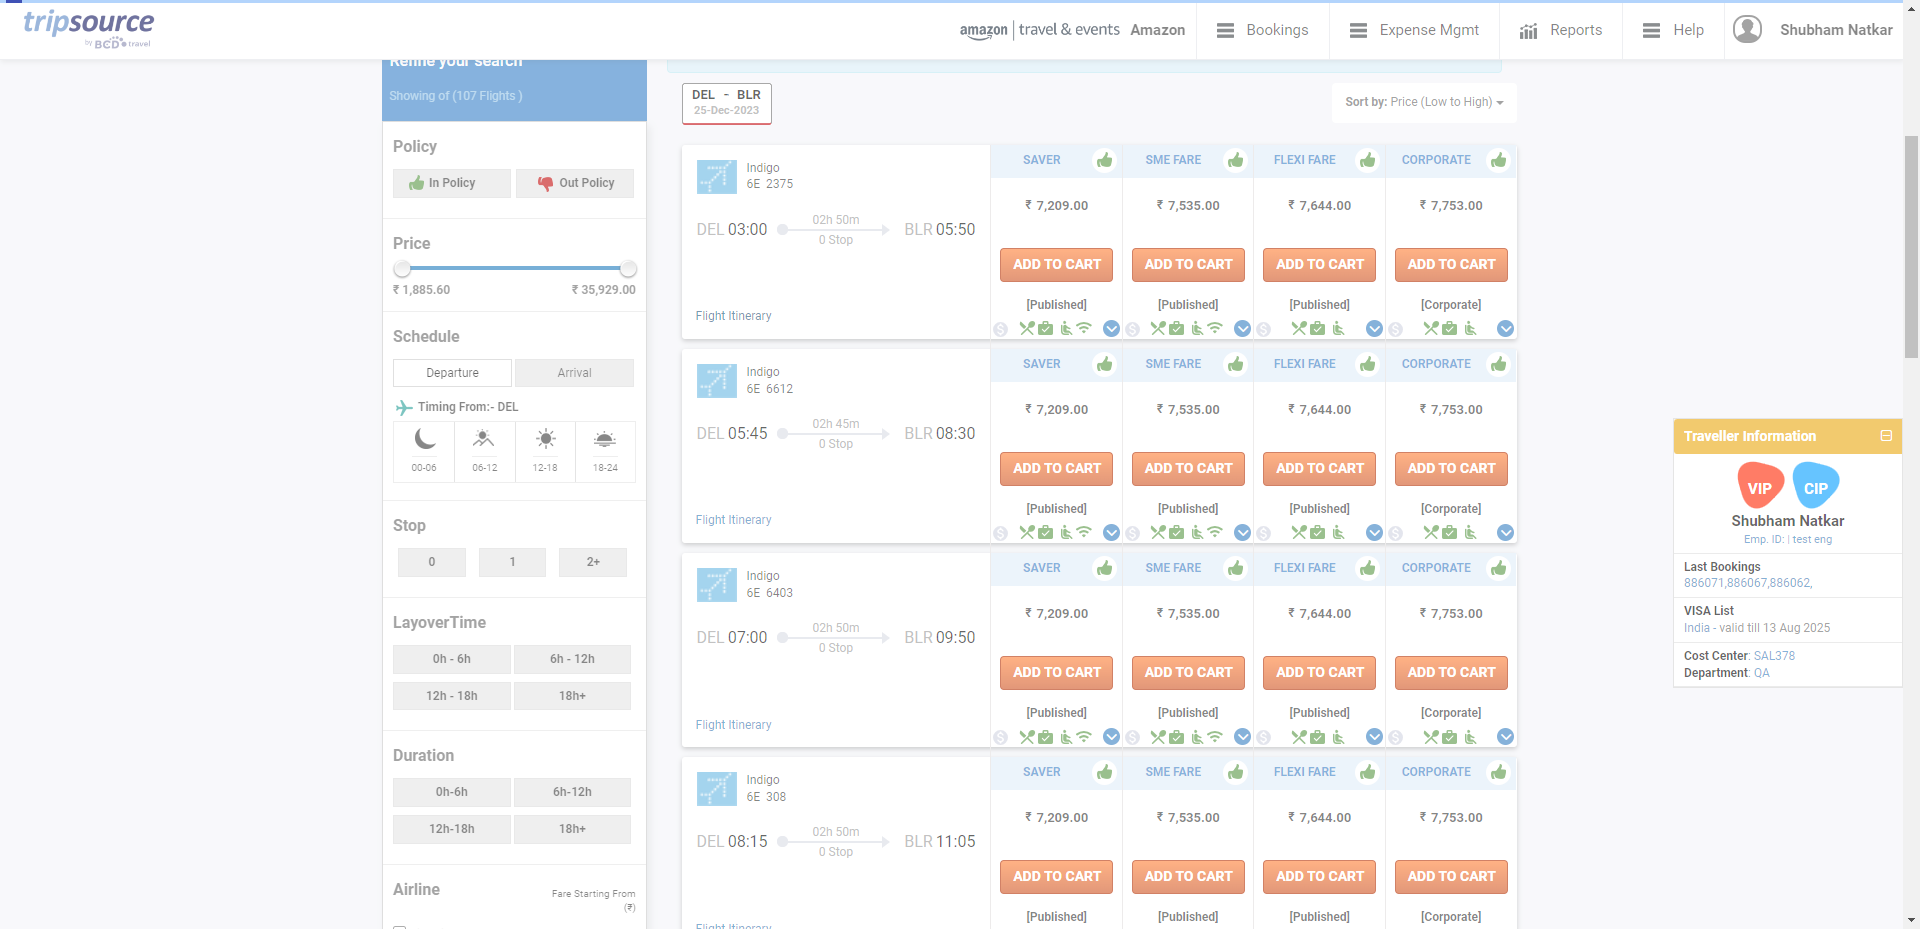 tripsource
by BCD travel
amazon | travel & events Amazon
Bookings
Expense Mgmt
Reports
Help
Shubham Natkar
Refine your search
Showing of (107 Flights )
Policy
In Policy
Out Policy
Price
₹ 1,885.60
₹ 35,929.00
Schedule
Departure
Arrival
Timing From:- DEL
00-06
06-12
12-18
18-24
Stop
0
1
2+
LayoverTime
0h - 6h
6h - 12h
12h - 18h
18h+
Duration
0h-6h
6h-12h
12h-18h
18h+
Airline
Fare Starting From
(₹)
DEL - BLR
25-Dec-2023
Sort by: Price (Low to High)
Indigo
6E 2375
DEL 03:00
02h 50m
0 Stop
BLR 05:50
Flight Itinerary
SAVER
₹ 7,209.00
ADD TO CART
[Published]
SME FARE
₹ 7,535.00
ADD TO CART
[Published]
FLEXI FARE
₹ 7,644.00
ADD TO CART
[Published]
CORPORATE
₹ 7,753.00
ADD TO CART
[Corporate]
Indigo
6E 6612
DEL 05:45
02h 45m
0 Stop
BLR 08:30
Flight Itinerary
SAVER
₹ 7,209.00
ADD TO CART
[Published]
SME FARE
₹ 7,535.00
ADD TO CART
[Published]
FLEXI FARE
₹ 7,644.00
ADD TO CART
[Published]
CORPORATE
₹ 7,753.00
ADD TO CART
[Corporate]
Indigo
6E 6403
DEL 07:00
02h 50m
0 Stop
BLR 09:50
Flight Itinerary
SAVER
₹ 7,209.00
ADD TO CART
[Published]
SME FARE
₹ 7,535.00
ADD TO CART
[Published]
FLEXI FARE
₹ 7,644.00
ADD TO CART
[Published]
CORPORATE
₹ 7,753.00
ADD TO CART
[Corporate]
Indigo
6E 308
DEL 08:15
02h 50m
0 Stop
BLR 11:05
Flight Itinerary
SAVER
₹ 7,209.00
ADD TO CART
[Published]
SME FARE
₹ 7,535.00
ADD TO CART
[Published]
FLEXI FARE
₹ 7,644.00
ADD TO CART
[Published]
CORPORATE
₹ 7,753.00
ADD TO CART
[Corporate]
Traveller Information
VIP
CIP
Shubham Natkar
Emp. ID: | test eng
Last Bookings
886071,886067,886062,
VISA List
India - valid till 13 Aug 2025
Cost Center: SAL378
Department: QA